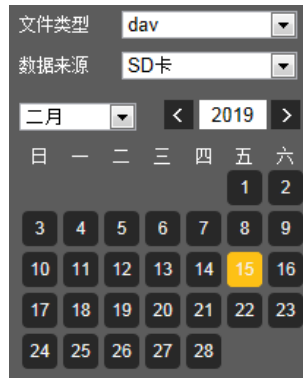 文件类型 dav
数据来源 SD卡
二月 < 2019 >
日 一 二 三 四 五 六
1 2
3 4 5 6 7 8 9
10 11 12 13 14 15 16
17 18 19 20 21 22 23
24 25 26 27 28